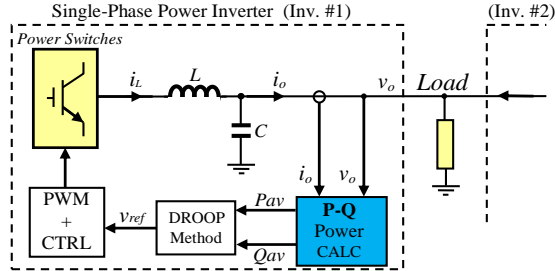 Single-Phase Power Inverter (Inv. #1)
(Inv. #2)
Power Switches
iL
L
io
vo
Load
C
io
vo
PWM
+
CTRL
vref
DROOP
Method
Pav
Qav
P-Q
Power
CALC